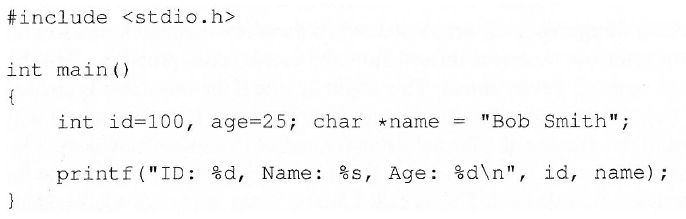 #include <stdio.h>
int main()
{
int id=100, age=25; char *name = "Bob Smith";
printf("ID: %d, Name: %s, Age: %d\n", id, name);
}